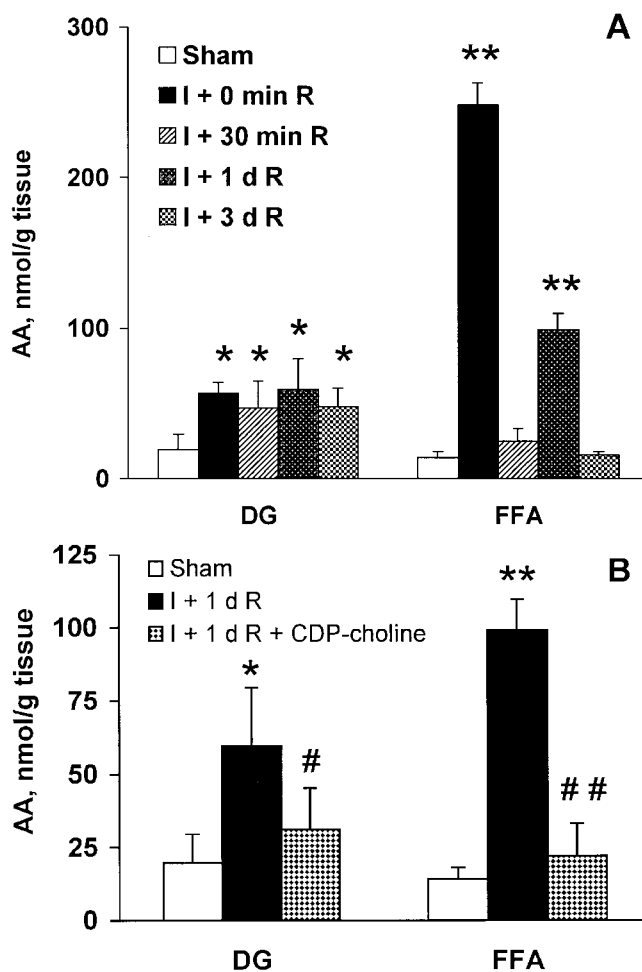 A
300
200
100
0
AA, nmol/g tissue
Sham
I + 0 min R
I + 30 min R
I + 1 d R
I + 3 d R
* * * *
** **
DG FFA
B
125
100
75
50
25
0
AA, nmol/g tissue
Sham
I + 1 d R
I + 1 d R + CDP-choline
* #
** # #
DG FFA